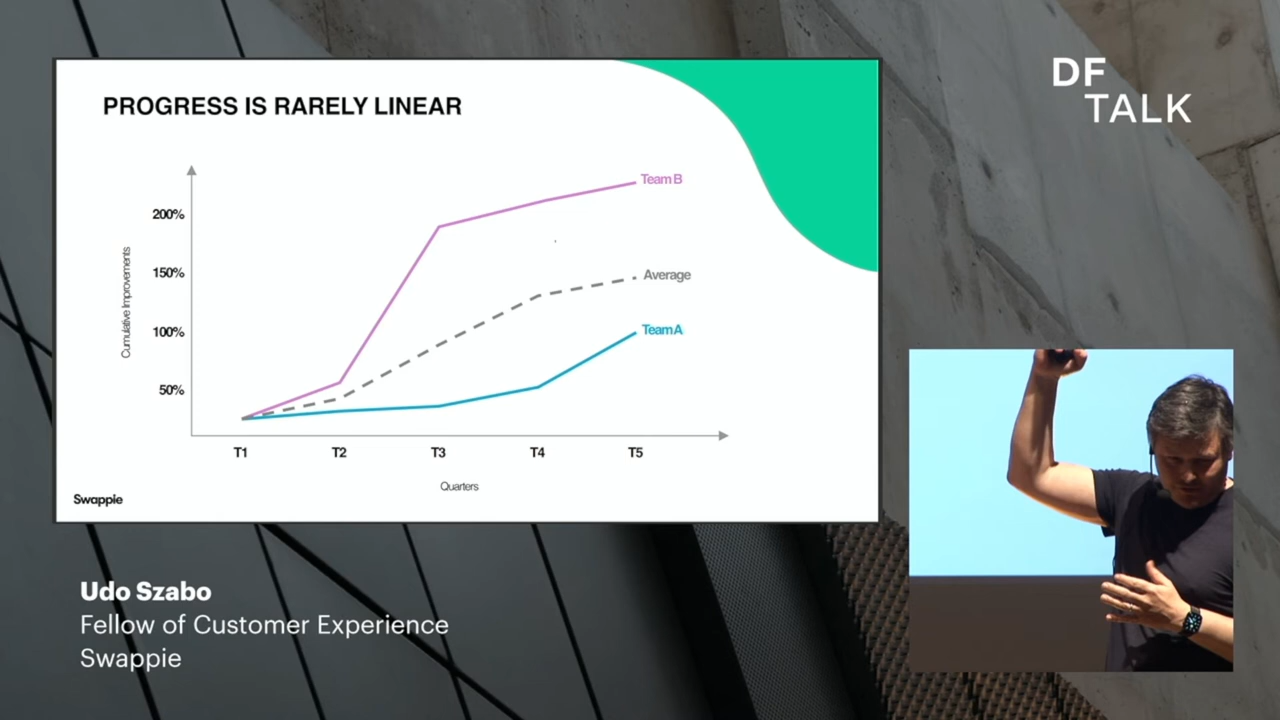 DF
TALK
PROGRESS IS RARELY LINEAR
Team B
200%
Cumulative Improvements
150%
Average
100%
Team A
50%
T1 T2 T3 T4 T5
Quarters
Swappie
Udo Szabo
Fellow of Customer Experience
Swappie